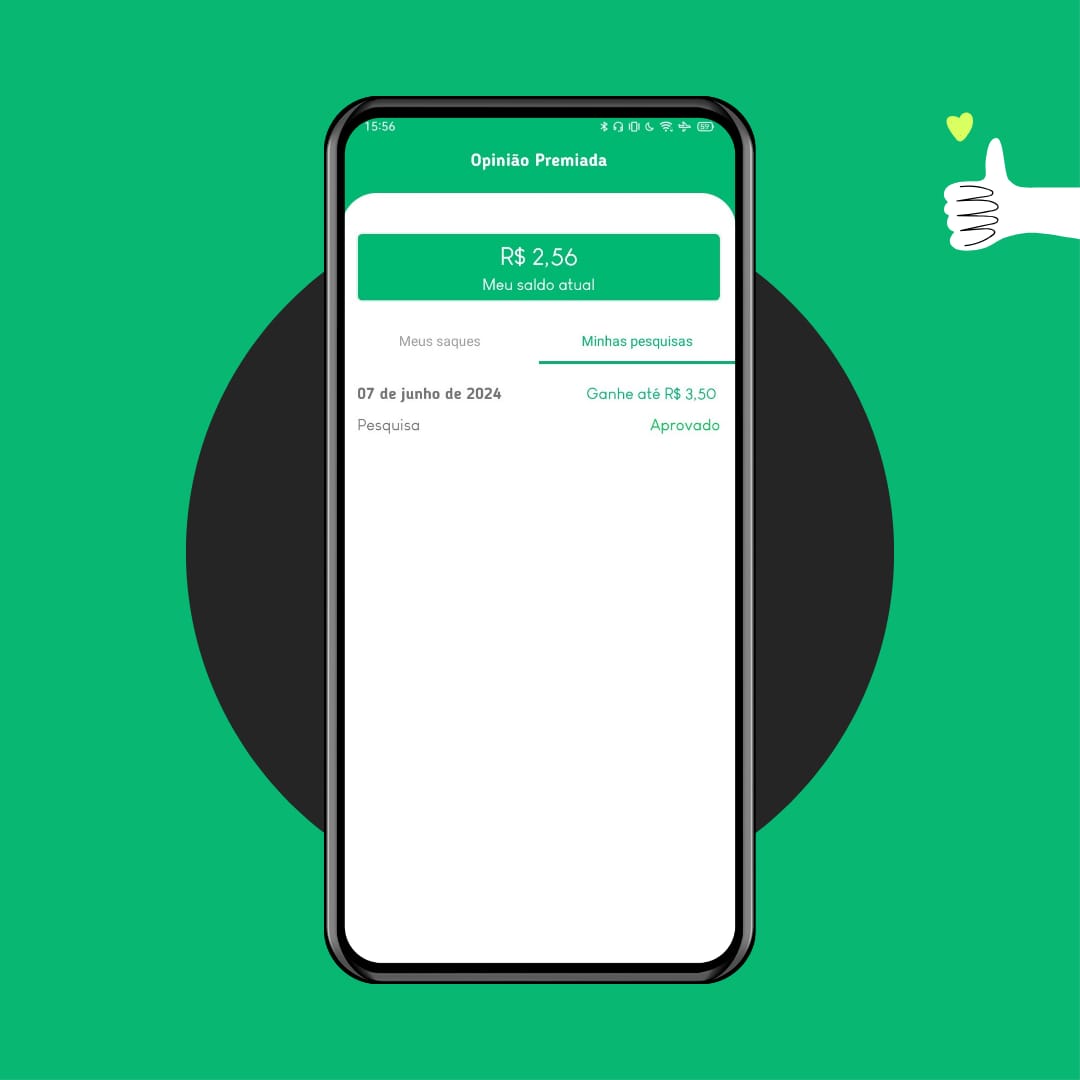 15:56
59
Opinião Premiada
R$ 2,56
Meu saldo atual
Meus saques
Minhas pesquisas
07 de junho de 2024
Ganhe até R$ 3,50
Pesquisa
Aprovado